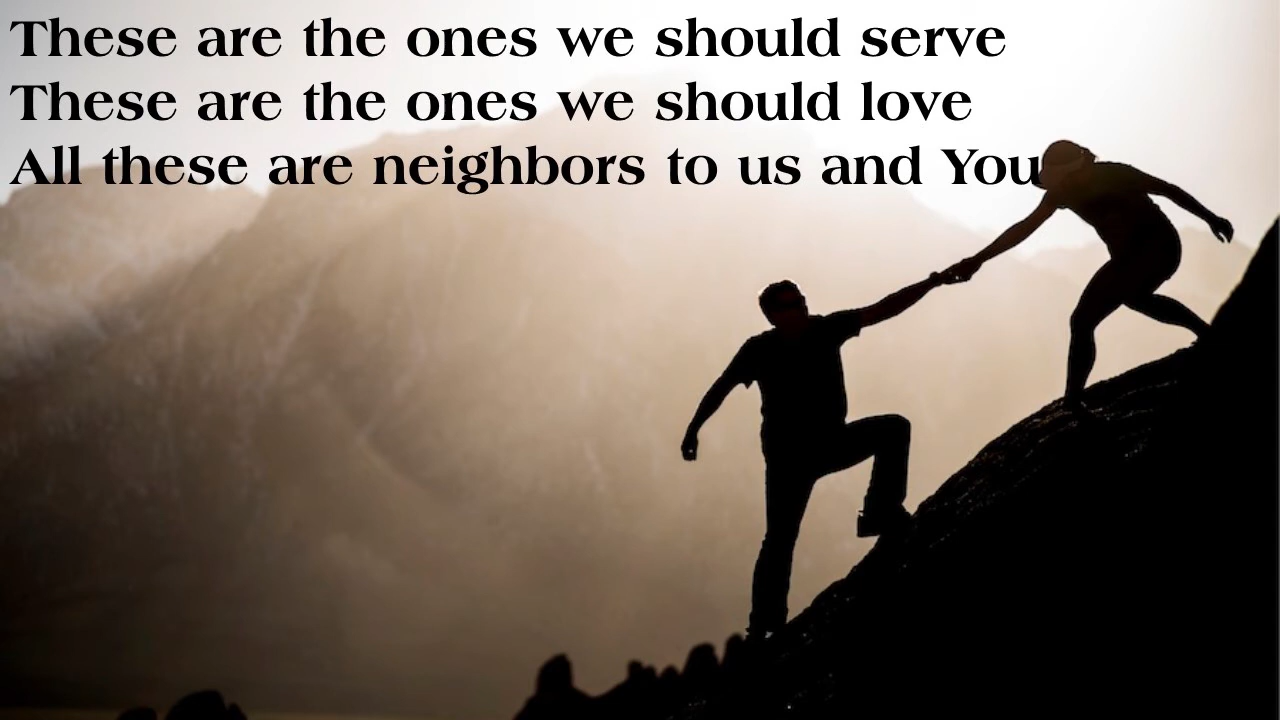 These are the ones we should serve
These are the ones we should love
All these are neighbors to us and You